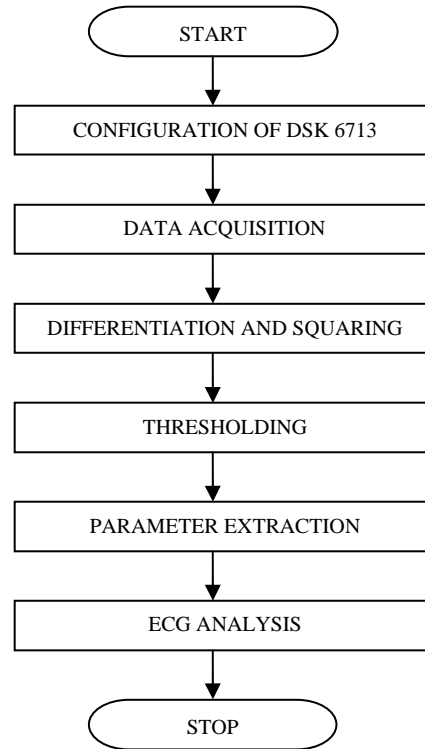 START
CONFIGURATION OF DSK 6713
DATA ACQUISITION
DIFFERENTIATION AND SQUARING
THRESHOLDING
PARAMETER EXTRACTION
ECG ANALYSIS
STOP